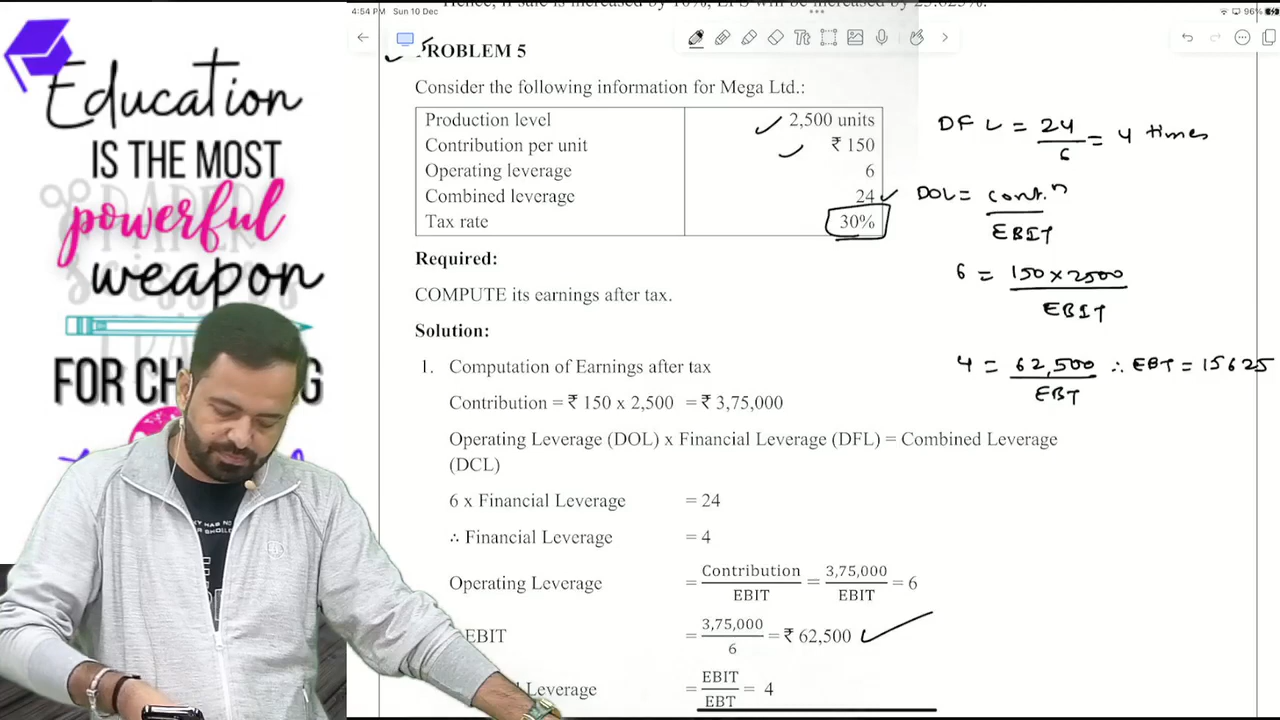 4:54 PM Sun 10 Dec
96%
Education
IS THE MOST
powerful
weapon
PROBLEM 5
Consider the following information for Mega Ltd.:
Production level 2,500 units
Contribution per unit ₹ 150
Operating leverage 6
Combined leverage 24
Tax rate 30%
Required:
COMPUTE its earnings after tax.
Solution:
1. Computation of Earnings after tax
Contribution = ₹ 150 x 2,500 = ₹ 3,75,000
Operating Leverage (DOL) x Financial Leverage (DFL) = Combined Leverage
(DCL)
6 x Financial Leverage = 24
∴ Financial Leverage = 4
Operating Leverage = Contribution / EBIT = 3,75,000 / EBIT = 6
EBIT = 3,75,000 / 6 = ₹ 62,500
Leverage = EBIT / EBT = 4
DFL = 24 / 6 = 4 times
DOL = contⁿ / EBIT
6 = 150 x 2500 / EBIT
4 = 62,500 / EBT ∴ EBT = 15625